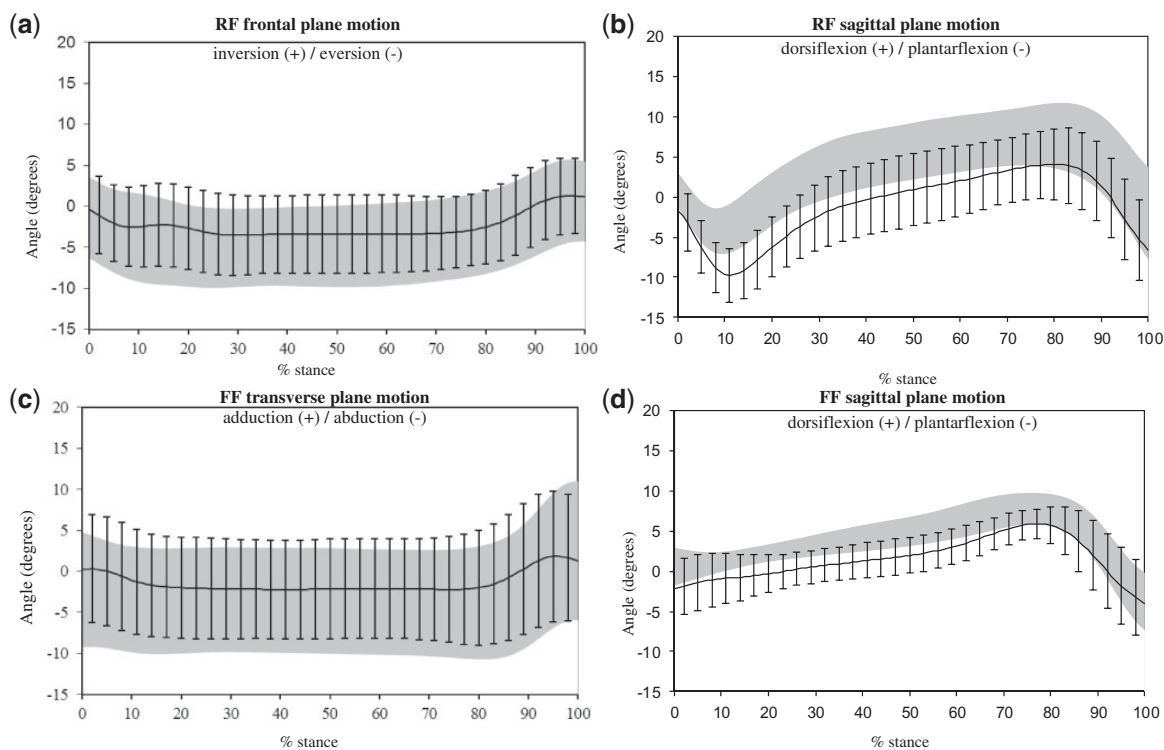 (a)
RF frontal plane motion
inversion (+) / eversion (-)
20
15
10
5
0
-5
-10
-15
Angle (degrees)
0 10 20 30 40 50 60 70 80 90 100
% stance
(b)
RF sagittal plane motion
dorsiflexion (+) / plantarflexion (-)
20
15
10
5
0
-5
-10
-15
Angle (degrees)
0 10 20 30 40 50 60 70 80 90 100
% stance
(c)
FF transverse plane motion
adduction (+) / abduction (-)
20
15
10
5
0
-5
-10
-15
Angle (degrees)
0 10 20 30 40 50 60 70 80 90 100
% stance
(d)
FF sagittal plane motion
dorsiflexion (+) / plantarflexion (-)
20
15
10
5
0
-5
-10
-15
Angle (degrees)
0 10 20 30 40 50 60 70 80 90 100
% stance